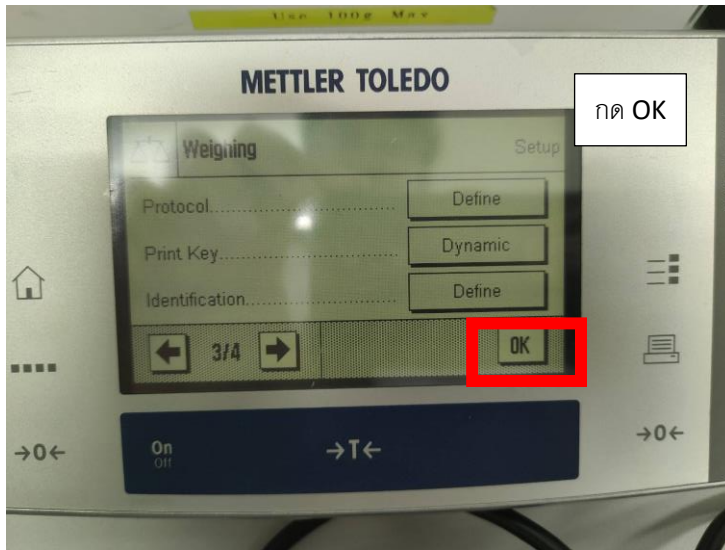 Use 100g Max
METTLER TOLEDO
กด OK
Weighing
Setup
Protocol.......................... Define
Print Key.......................... Dynamic
Identification.......................... Define
3/4
OK
→0←
On
Off
→T←
→0←